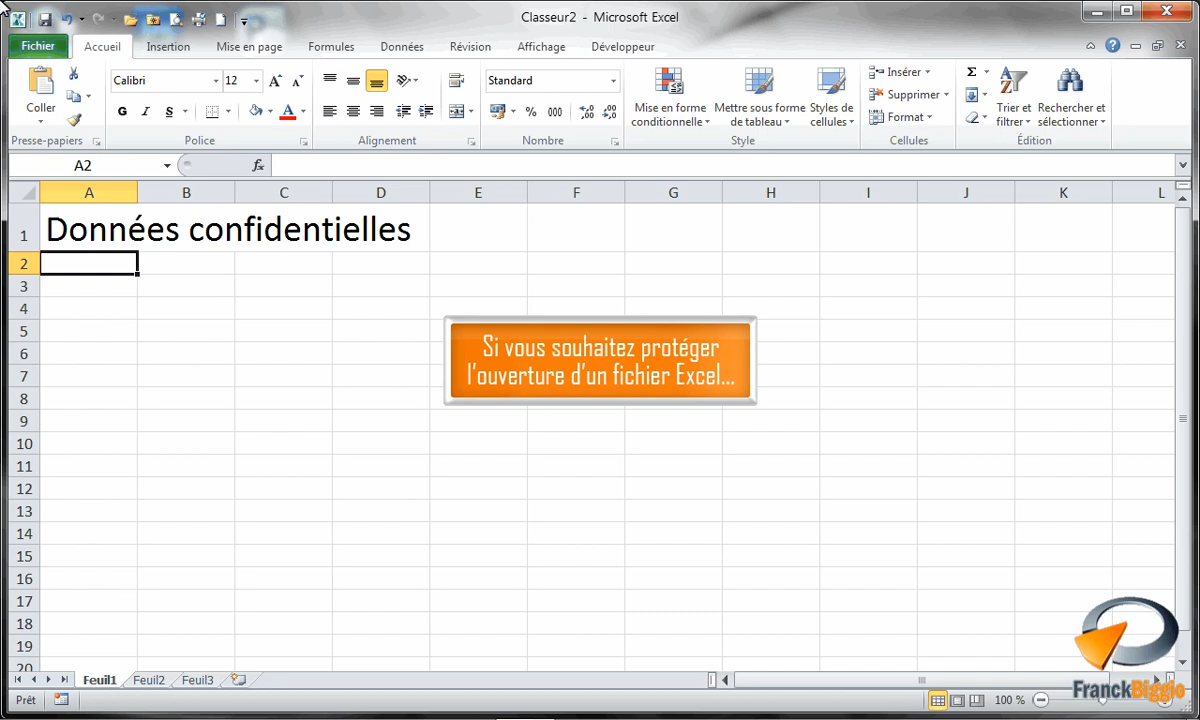 Classeur2 - Microsoft Excel
Fichier Accueil Insertion Mise en page Formules Données Révision Affichage Développeur
Coller
Presse-papiers
Calibri 12
G I S A
Police
Alignement
Standard
% 000
Nombre
Mise en forme conditionnelle
Mettre sous forme de tableau
Styles de cellules
Style
Insérer
Supprimer
Format
Cellules
Σ
Trier et filtrer
Rechercher et sélectionner
Édition
A2 fx
A B C D E F G H I J K L
1 Données confidentielles
2
3
4
5
6
7
8
9
10
11
12
13
14
15
16
17
18
19
20
Si vous souhaitez protéger
l'ouverture d'un fichier Excel...
Feuil1 Feuil2 Feuil3
Prêt 100 %
FranckBiggio